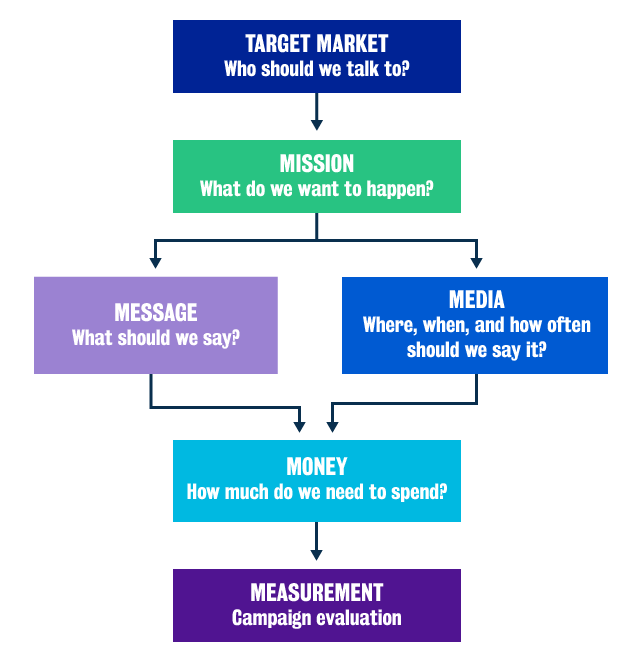 TARGET MARKET
Who should we talk to?
MISSION
What do we want to happen?
MESSAGE
What should we say?
MEDIA
Where, when, and how often
should we say it?
MONEY
How much do we need to spend?
MEASUREMENT
Campaign evaluation